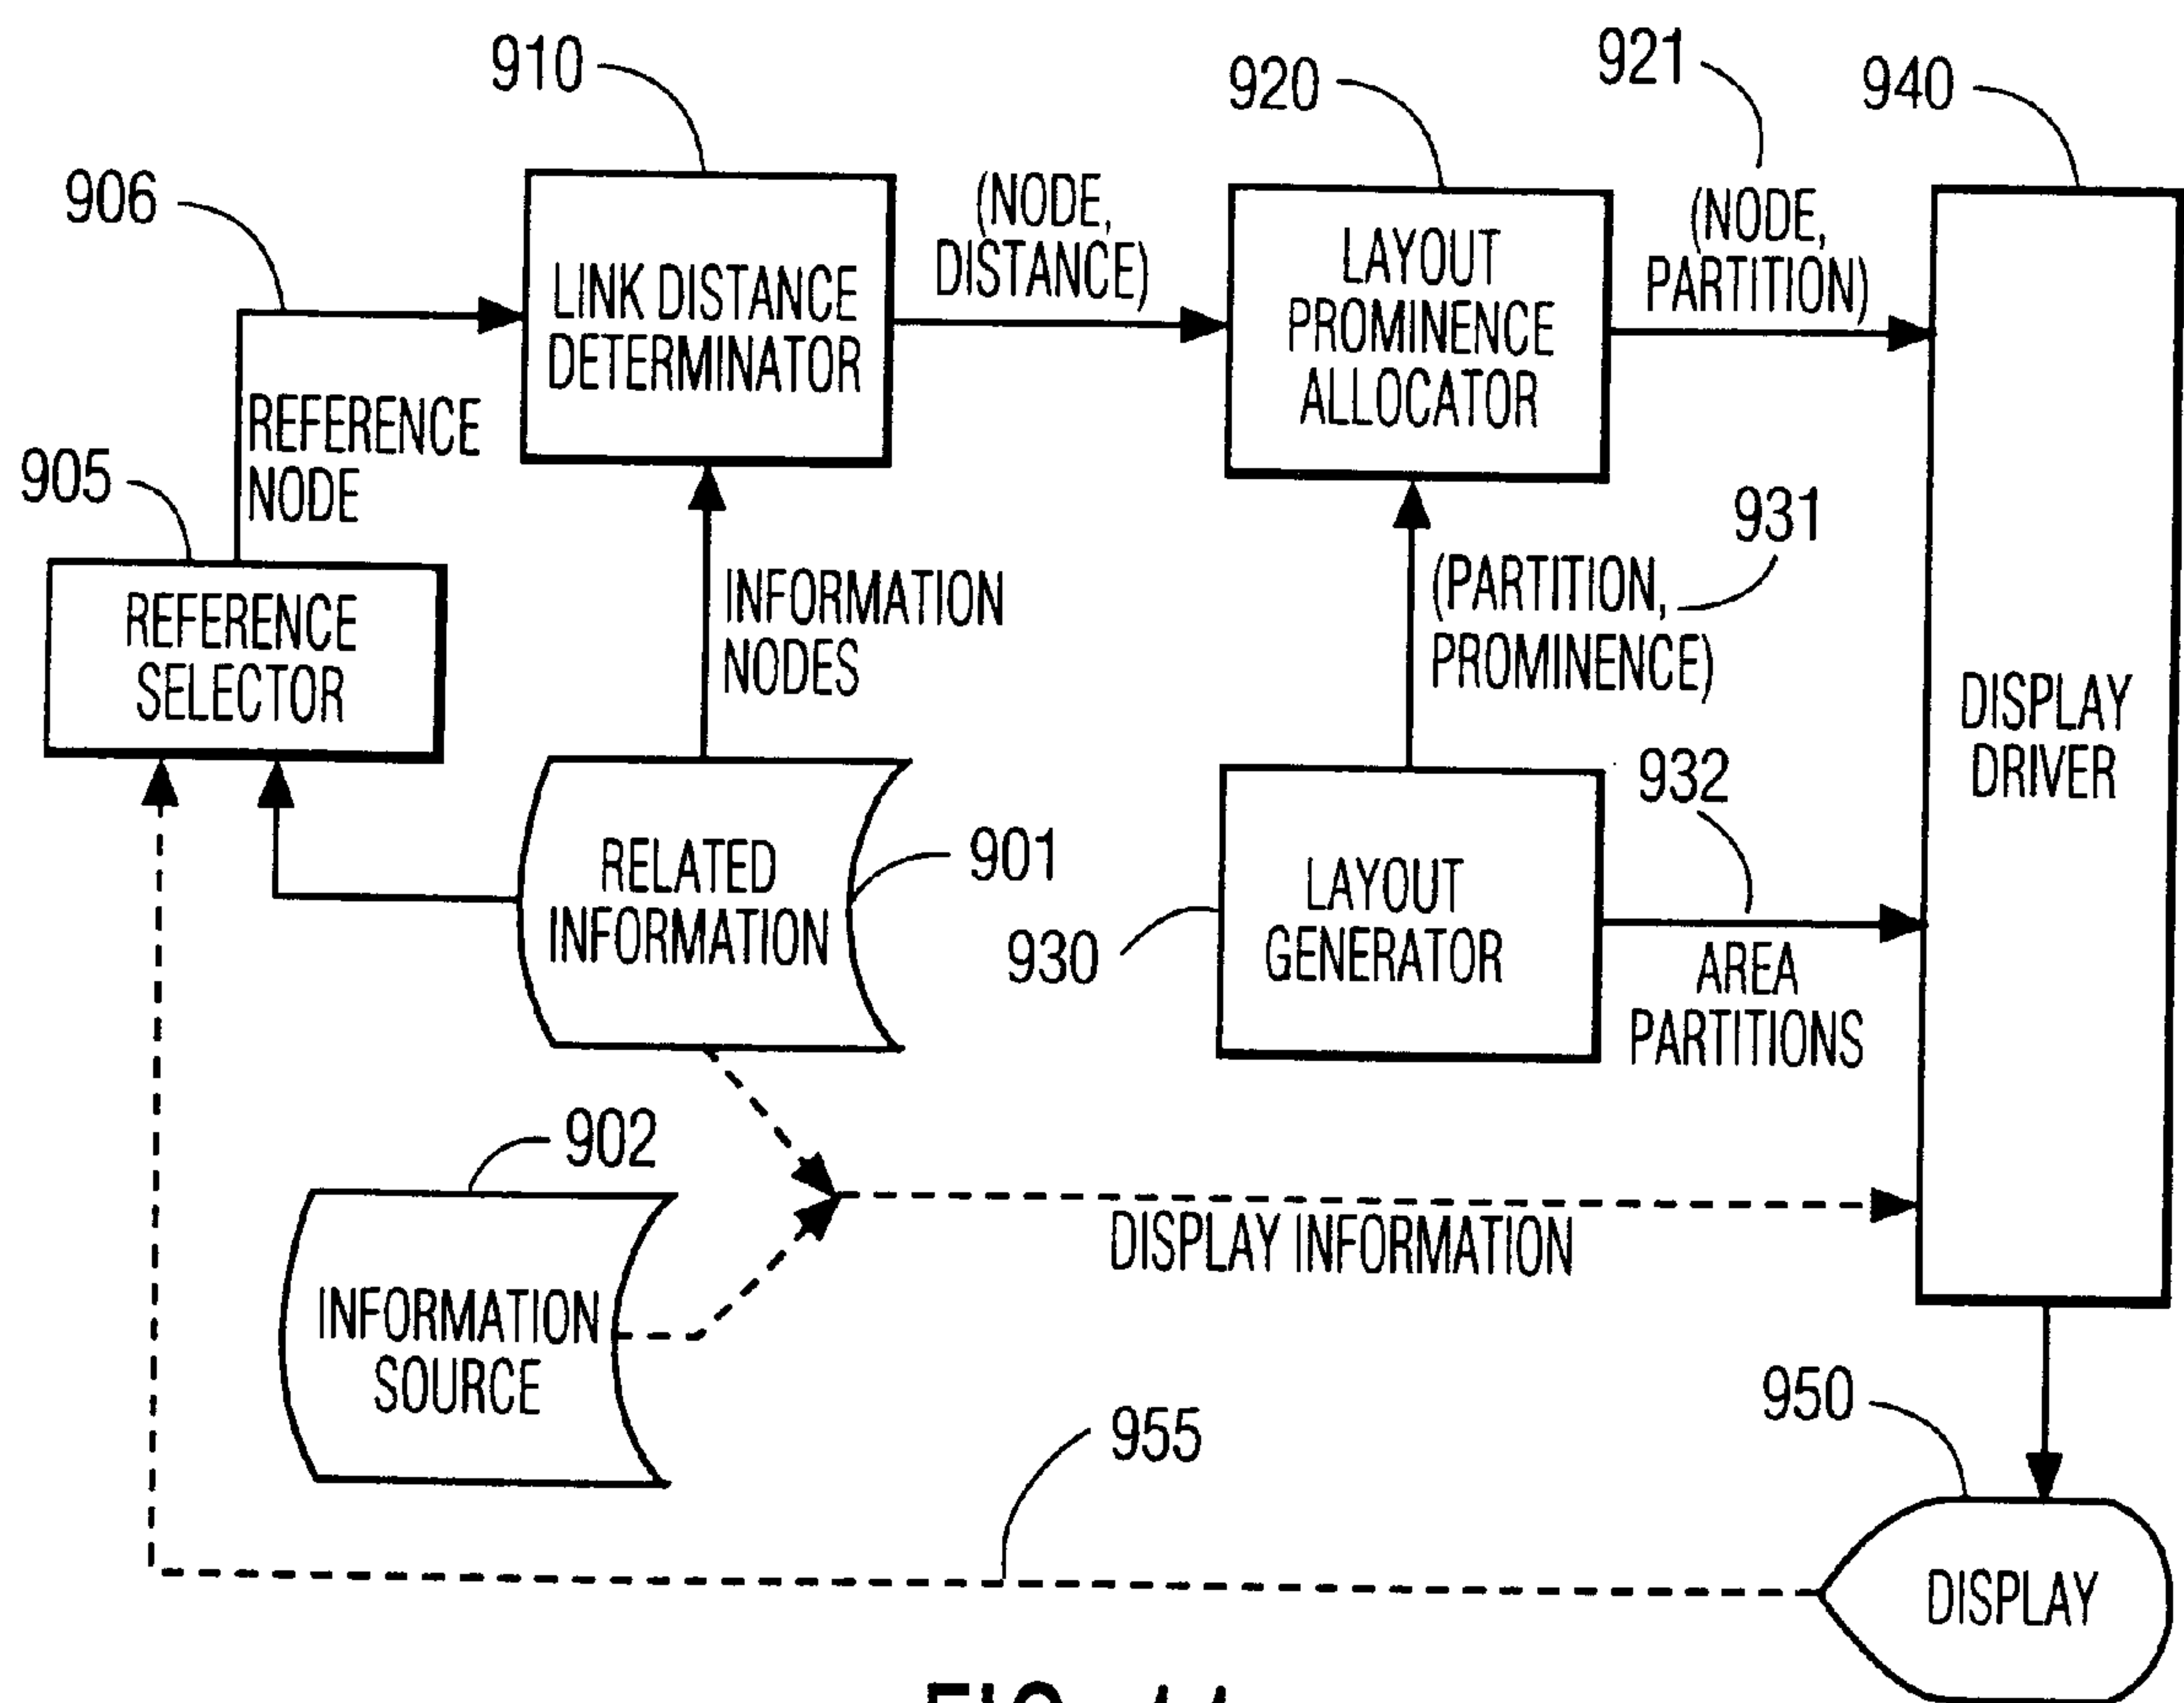 910
920
921
940
906
(NODE,
DISTANCE)
(NODE,
PARTITION)
LINK DISTANCE
DETERMINATOR
LAYOUT
PROMINENCE
ALLOCATOR
REFERENCE
NODE
905
931
REFERENCE
SELECTOR
INFORMATION
NODES
(PARTITION,
PROMINENCE)
DISPLAY
DRIVER
932
RELATED
INFORMATION
901
LAYOUT
GENERATOR
930
AREA
PARTITIONS
902
DISPLAY INFORMATION
INFORMATION
SOURCE
950
955
DISPLAY